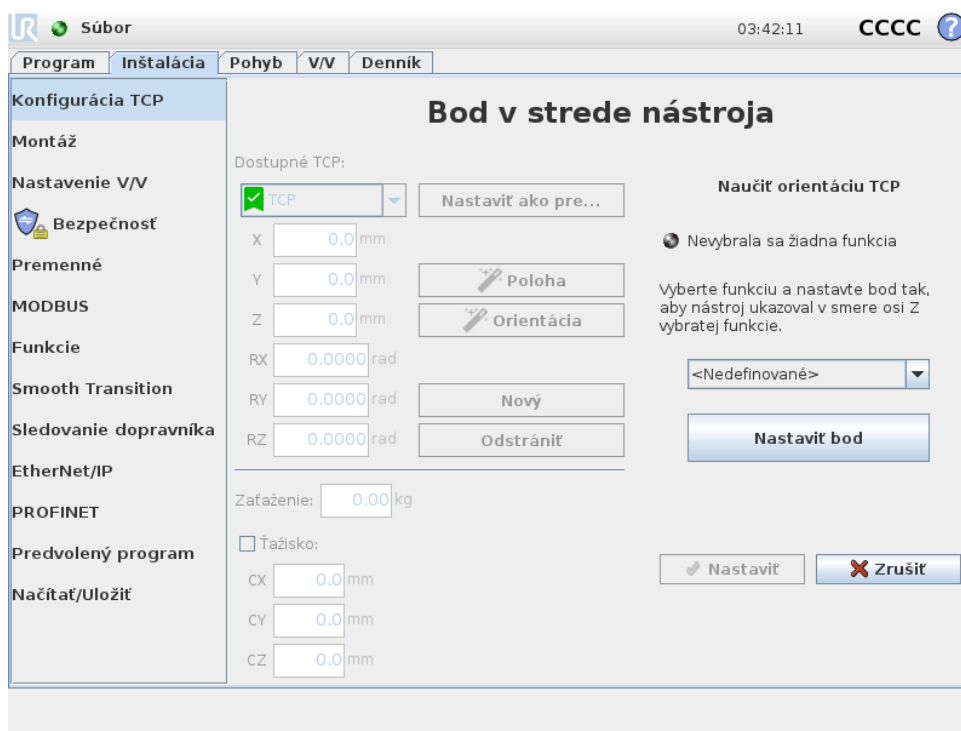 UR Súbor 03:42:11 CCCC ?
Program Inštalácia Pohyb V/V Denník
Konfigurácia TCP
Montáž
Nastavenie V/V
Bezpečnosť
Premenné
MODBUS
Funkcie
Smooth Transition
Sledovanie dopravníka
EtherNet/IP
PROFINET
Predvolený program
Načítať/Uložiť
Bod v strede nástroja
Dostupné TCP:
TCP Nastaviť ako pre...
X 0.0 mm
Y 0.0 mm Poloha
Z 0.0 mm Orientácia
RX 0.0000 rad
RY 0.0000 rad Nový
RZ 0.0000 rad Odstrániť
Zaťaženie: 0.00 kg
Ťažisko:
CX 0.0 mm
CY 0.0 mm
CZ 0.0 mm
Naučiť orientáciu TCP
Nevybrala sa žiadna funkcia
Vyberte funkciu a nastavte bod tak,
aby nástroj ukazoval v smere osi Z
vybratej funkcie.
<Nedefinované>
Nastaviť bod
Nastaviť Zrušiť